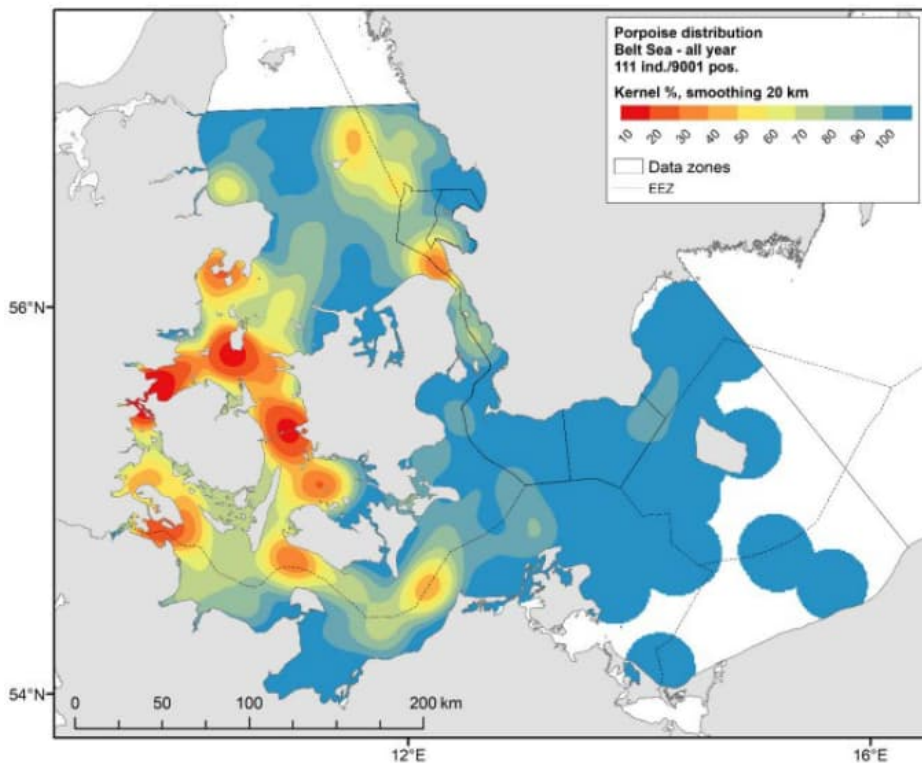 Porpoise distribution
Belt Sea - all year
111 ind./9001 pos.
Kernel %, smoothing 20 km
10 20 30 40 50 60 70 80 90 100
Data zones
EEZ
56°N
54°N
0 50 100 200 km
12°E 16°E